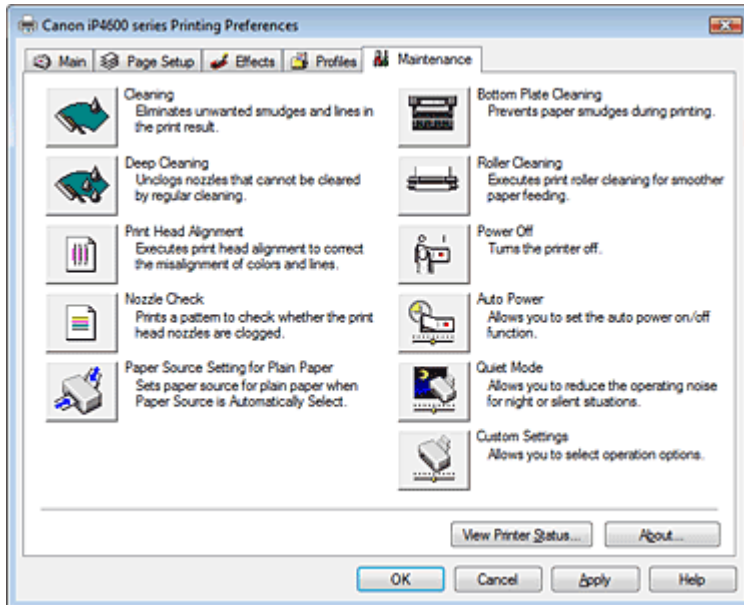 Canon iP4600 series Printing Preferences
Main
Page Setup
Effects
Profiles
Maintenance
Cleaning
Eliminates unwanted smudges and lines in
the print result.
Deep Cleaning
Unclogs nozzles that cannot be cleared
by regular cleaning.
Print Head Alignment
Executes print head alignment to correct
the misalignment of colors and lines.
Nozzle Check
Prints a pattern to check whether the print
head nozzles are clogged.
Paper Source Setting for Plain Paper
Sets paper source for plain paper when
Paper Source is Automatically Select.
Bottom Plate Cleaning
Prevents paper smudges during printing.
Roller Cleaning
Executes print roller cleaning for smoother
paper feeding.
Power Off
Turns the printer off.
Auto Power
Allows you to set the auto power on/off
function.
Quiet Mode
Allows you to reduce the operating noise
for night or silent situations.
Custom Settings
Allows you to select operation options.
View Printer Status...
About...
OK
Cancel
Apply
Help